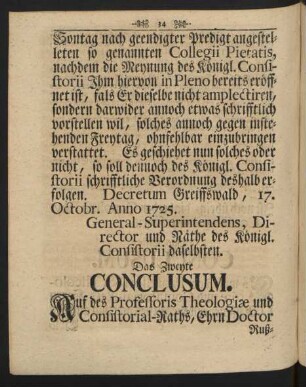 14
Sontag nach geendigter Predigt angestel-
leten so genannten Collegii Pietatis,
nachdem die Meynung des Königl. Consi-
storii Ihm hiervon in Pleno bereits eröff-
net ist, fals Er dieselbe nicht amplectiren,
sondern darwider annoch etwas schrifftlich
vorstellen wil, solches annoch gegen inste-
henden Freytag, ohnfehlbar einzubringen
verstattet. Es geschiehet nun solches oder
nicht, so soll dennoch des Königl. Consi-
storii schrifftliche Verordnung deshalb er-
folgen. Decretum Greiffswald, 17.
Octobr. Anno 1725.
General-Superintendens, Di-
rector und Räthe des Königl.
Consistorii daselbsten.
Das Zweyte
CONCLUSUM.
Auf des Professoris Theologiæ und
Consistorial-Raths, Ehrn Doctor
Ruß-